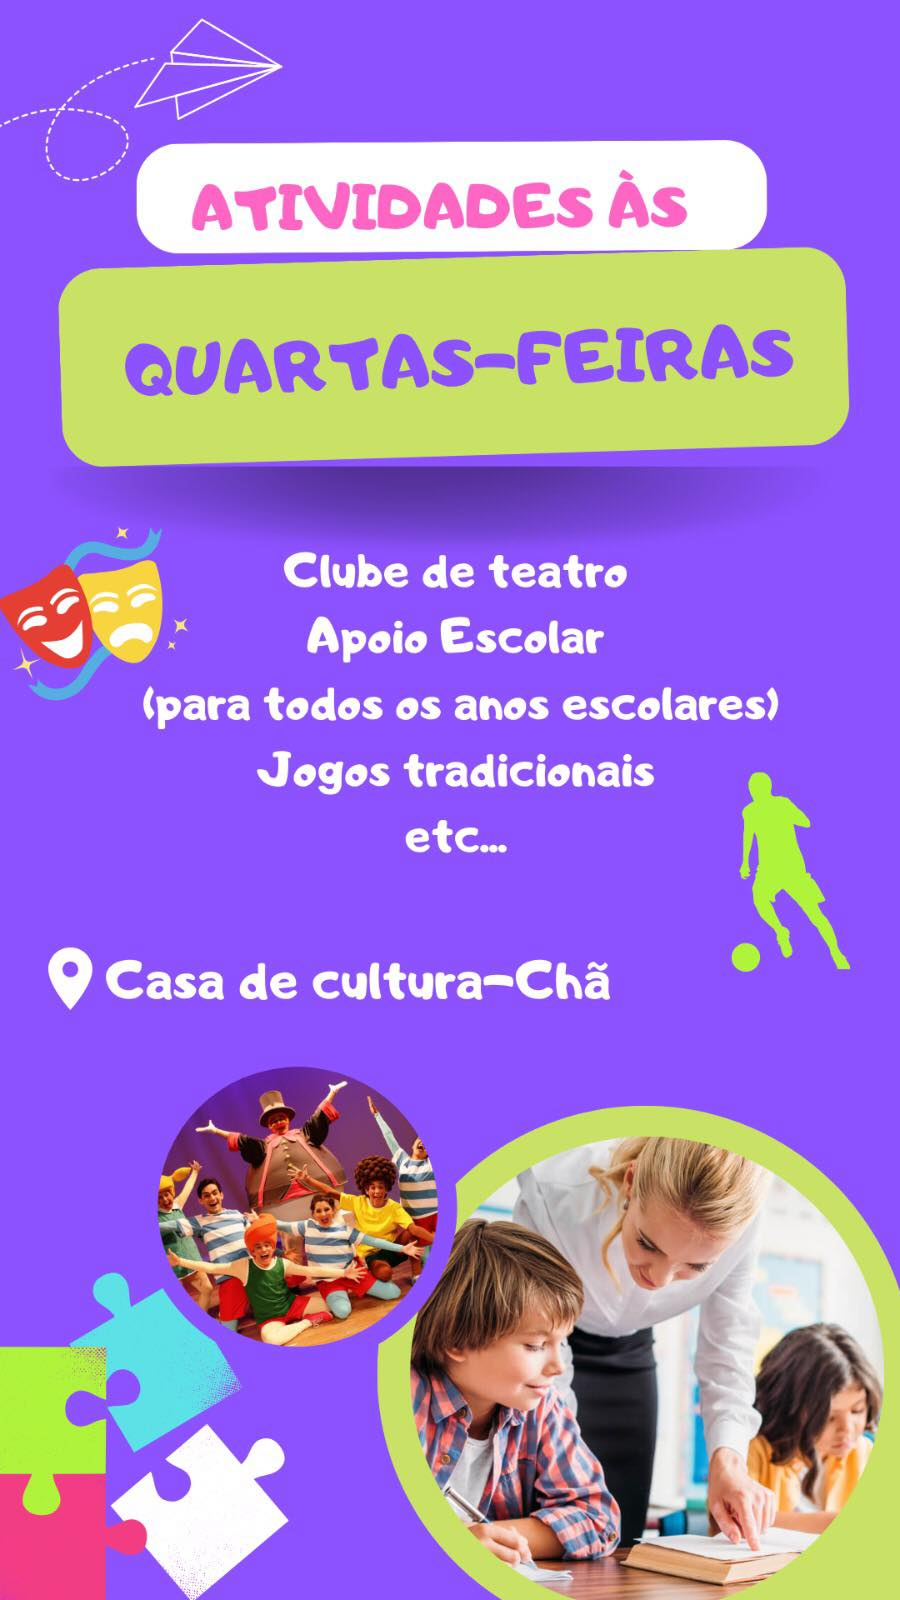 ATIVIDADES ÀS
QUARTAS-FEIRAS
Clube de teatro
Apoio Escolar
(para todos os anos escolares)
Jogos tradicionais
etc...
Casa de cultura-Chã